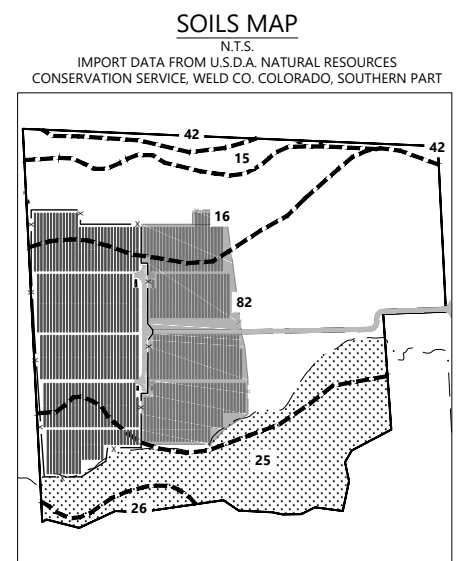 SOILS MAP
N.T.S.
IMPORT DATA FROM U.S.D.A. NATURAL RESOURCES
CONSERVATION SERVICE, WELD CO. COLORADO, SOUTHERN PART
42
42
15
16
82
25
26